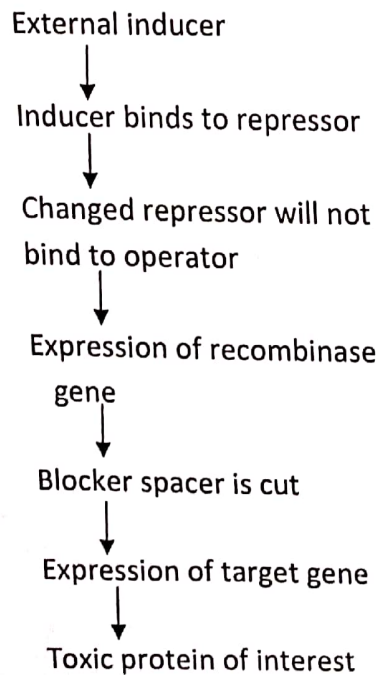 External inducer
Inducer binds to repressor
Changed repressor will not
bind to operator
Expression of recombinase
gene
Blocker spacer is cut
Expression of target gene
Toxic protein of interest